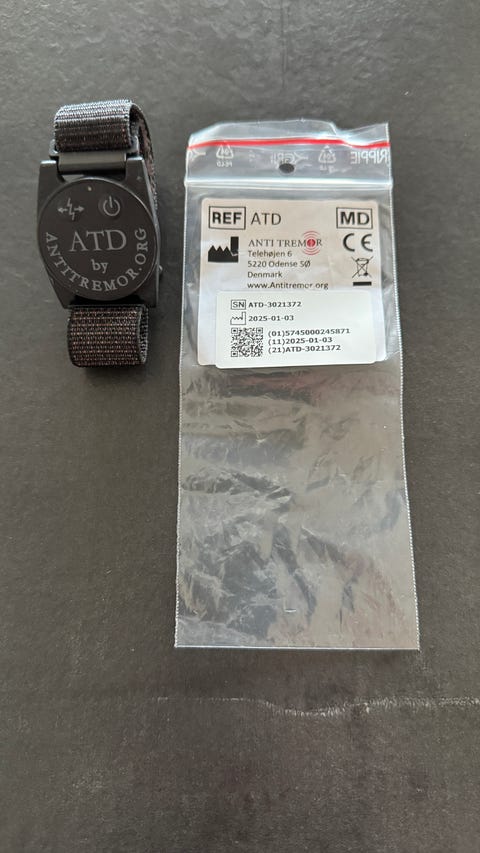 ATD
by
ANTITREMOR.ORG
GRIPPIE
REF ATD MD
ANTI TREMOR
Telehøjen 6
5220 Odense SØ
Denmark
www.Antitremor.org
CE
SN ATD-3021372
2025-01-03
(01)5745000245871
(11)2025-01-03
(21)ATD-3021372